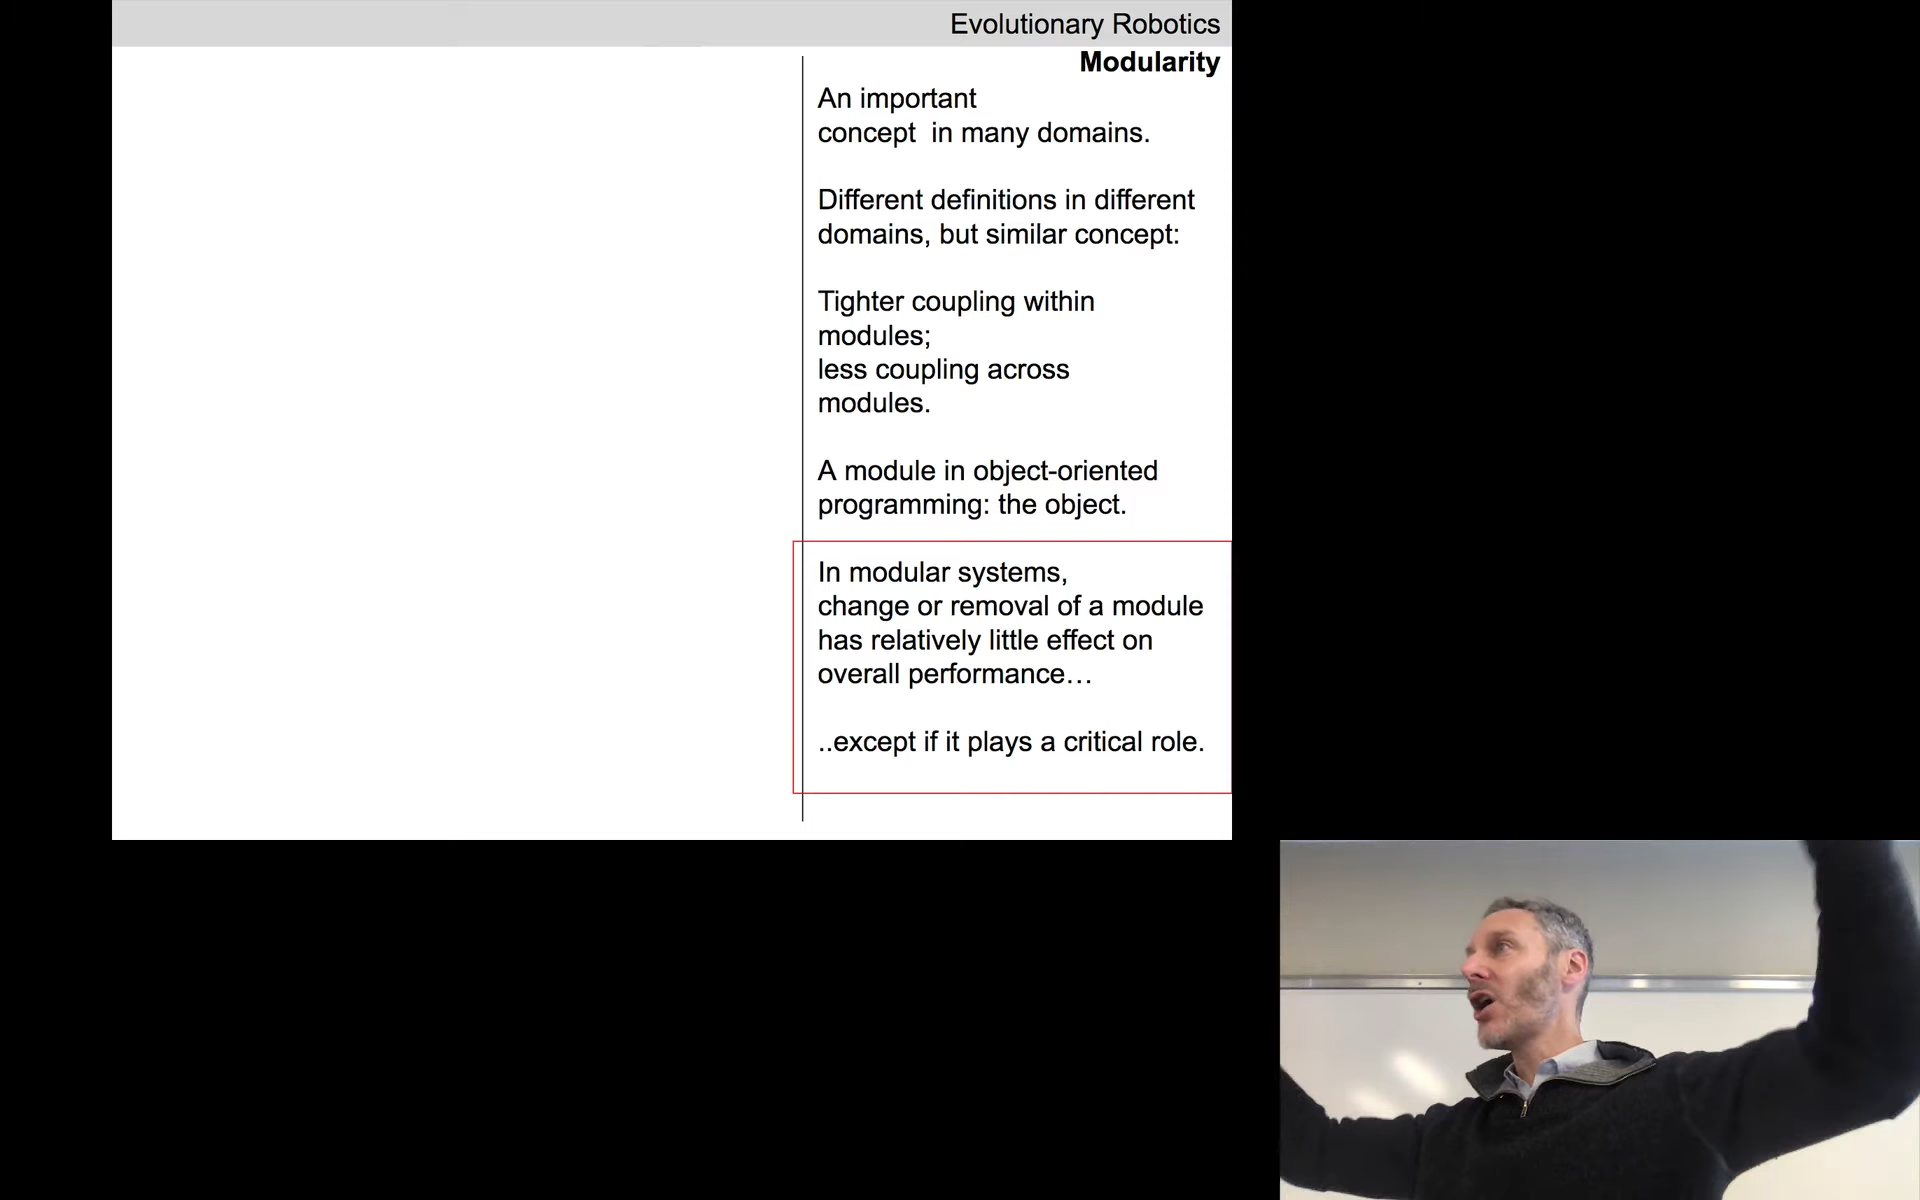 Evolutionary Robotics
Modularity
An important
concept  in many domains.
Different definitions in different
domains, but similar concept:
Tighter coupling within
modules;
less coupling across
modules.
A module in object-oriented
programming: the object.
In modular systems,
change or removal of a module
has relatively little effect on
overall performance…
..except if it plays a critical role.